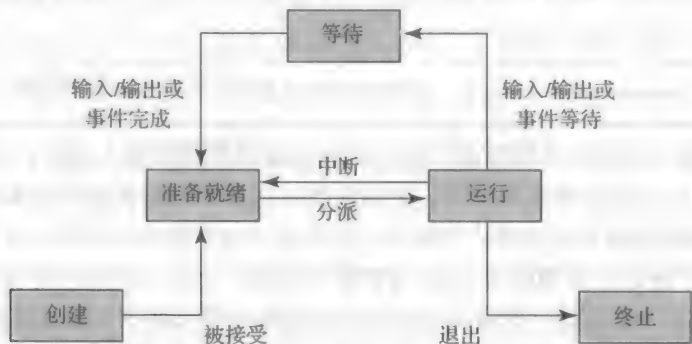 等待
输入/输出或
事件完成
输入/输出或
事件等待
中断
准备就绪
运行
分派
创建
被接受
退出
终止